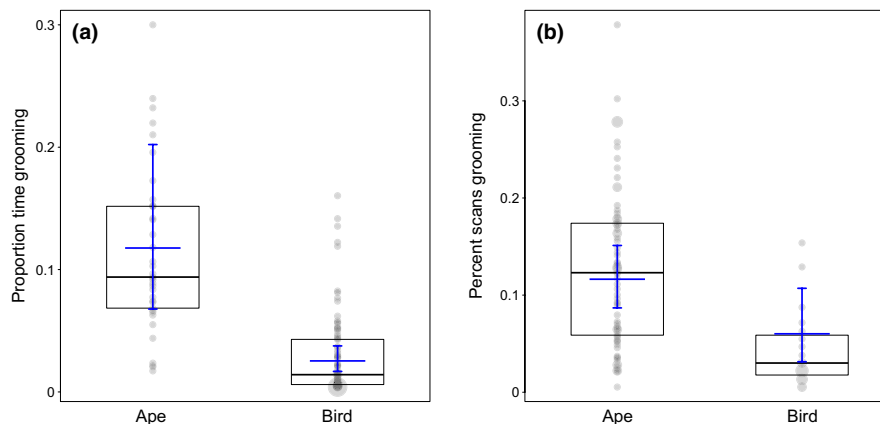 (a)
Proportion time grooming
0.3
0.2
0.1
0
Ape Bird
(b)
Percent scans grooming
0.3
0.2
0.1
0
Ape Bird